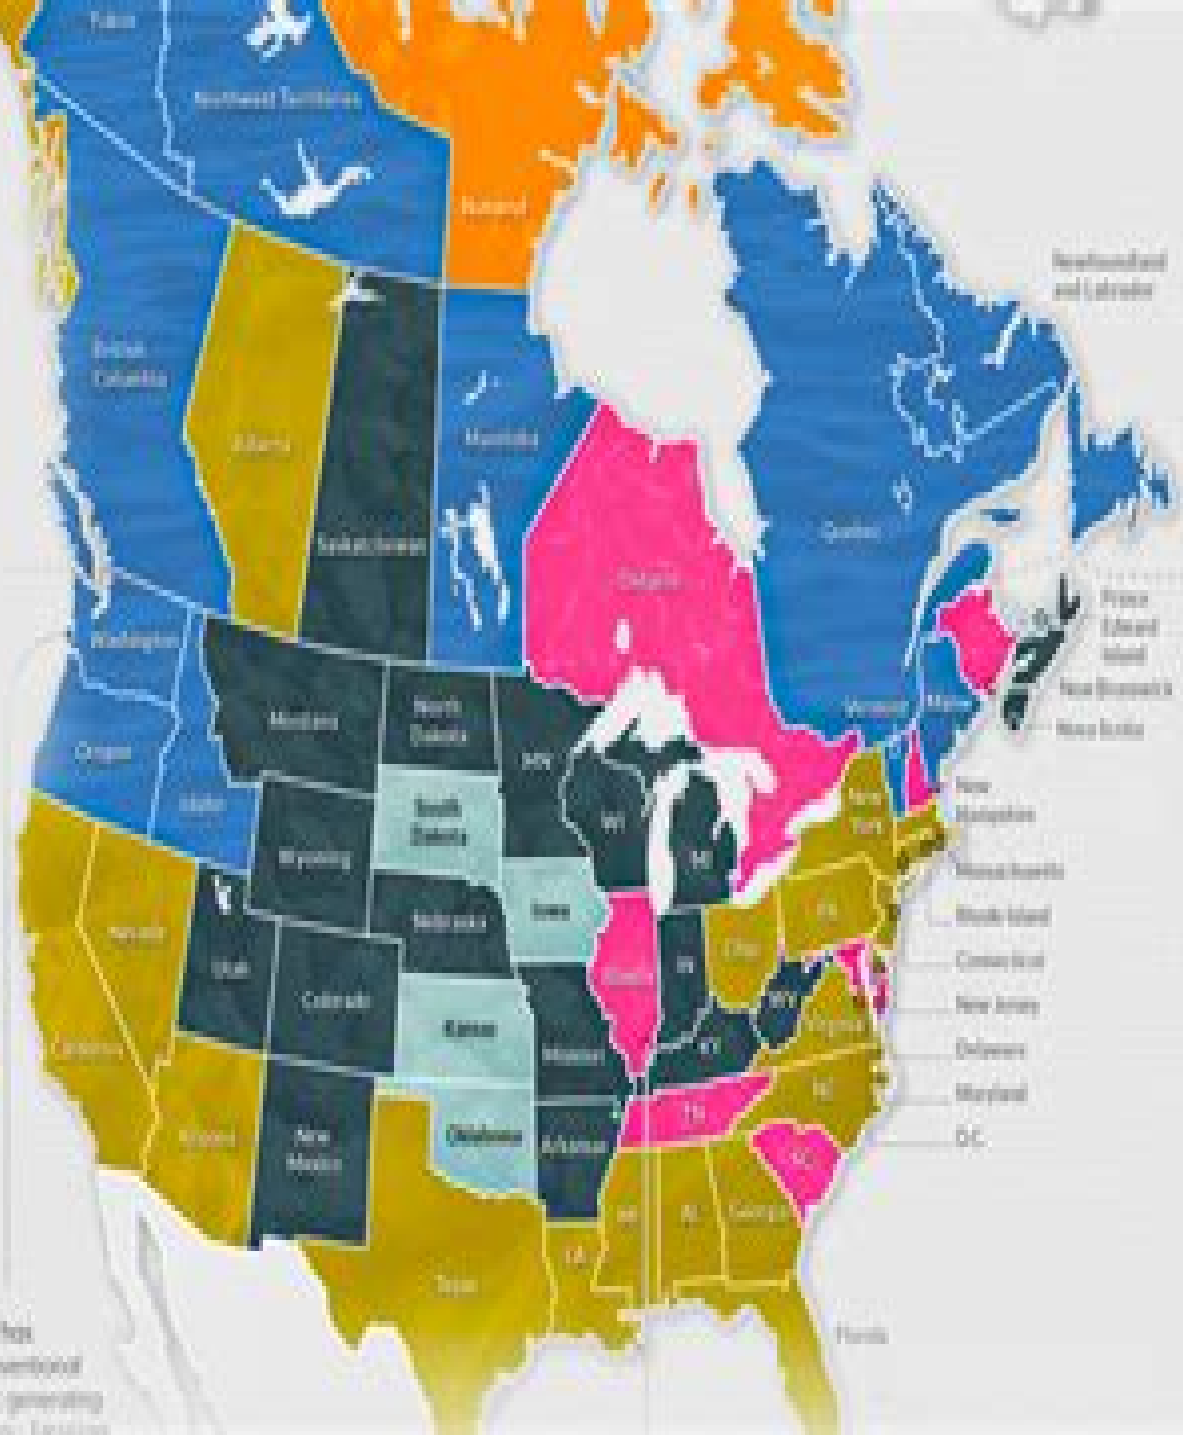 Yukon
Northwest Territories
Nunavut
Newfoundland
and Labrador
British
Columbia
Alberta
Saskatchewan
Manitoba
Ontario
Quebec
Prince
Edward
Island
New Brunswick
Nova Scotia
Washington
Montana
North
Dakota
MN
Vermont
Oregon
Idaho
South
Dakota
WI
MI
New
York
New
Hampshire
Wyoming
Massachusetts
Nebraska
Iowa
Rhode Island
Nevada
Utah
Colorado
Illinois
IN
Ohio
PA
Connecticut
Kansas
Missouri
KY
WV
Virginia
New Jersey
California
Delaware
Maryland
Arizona
New
Mexico
Oklahoma
Arkansas
TN
NC
SC
D.C.
AL
Georgia
LA
Texas
Florida
generating